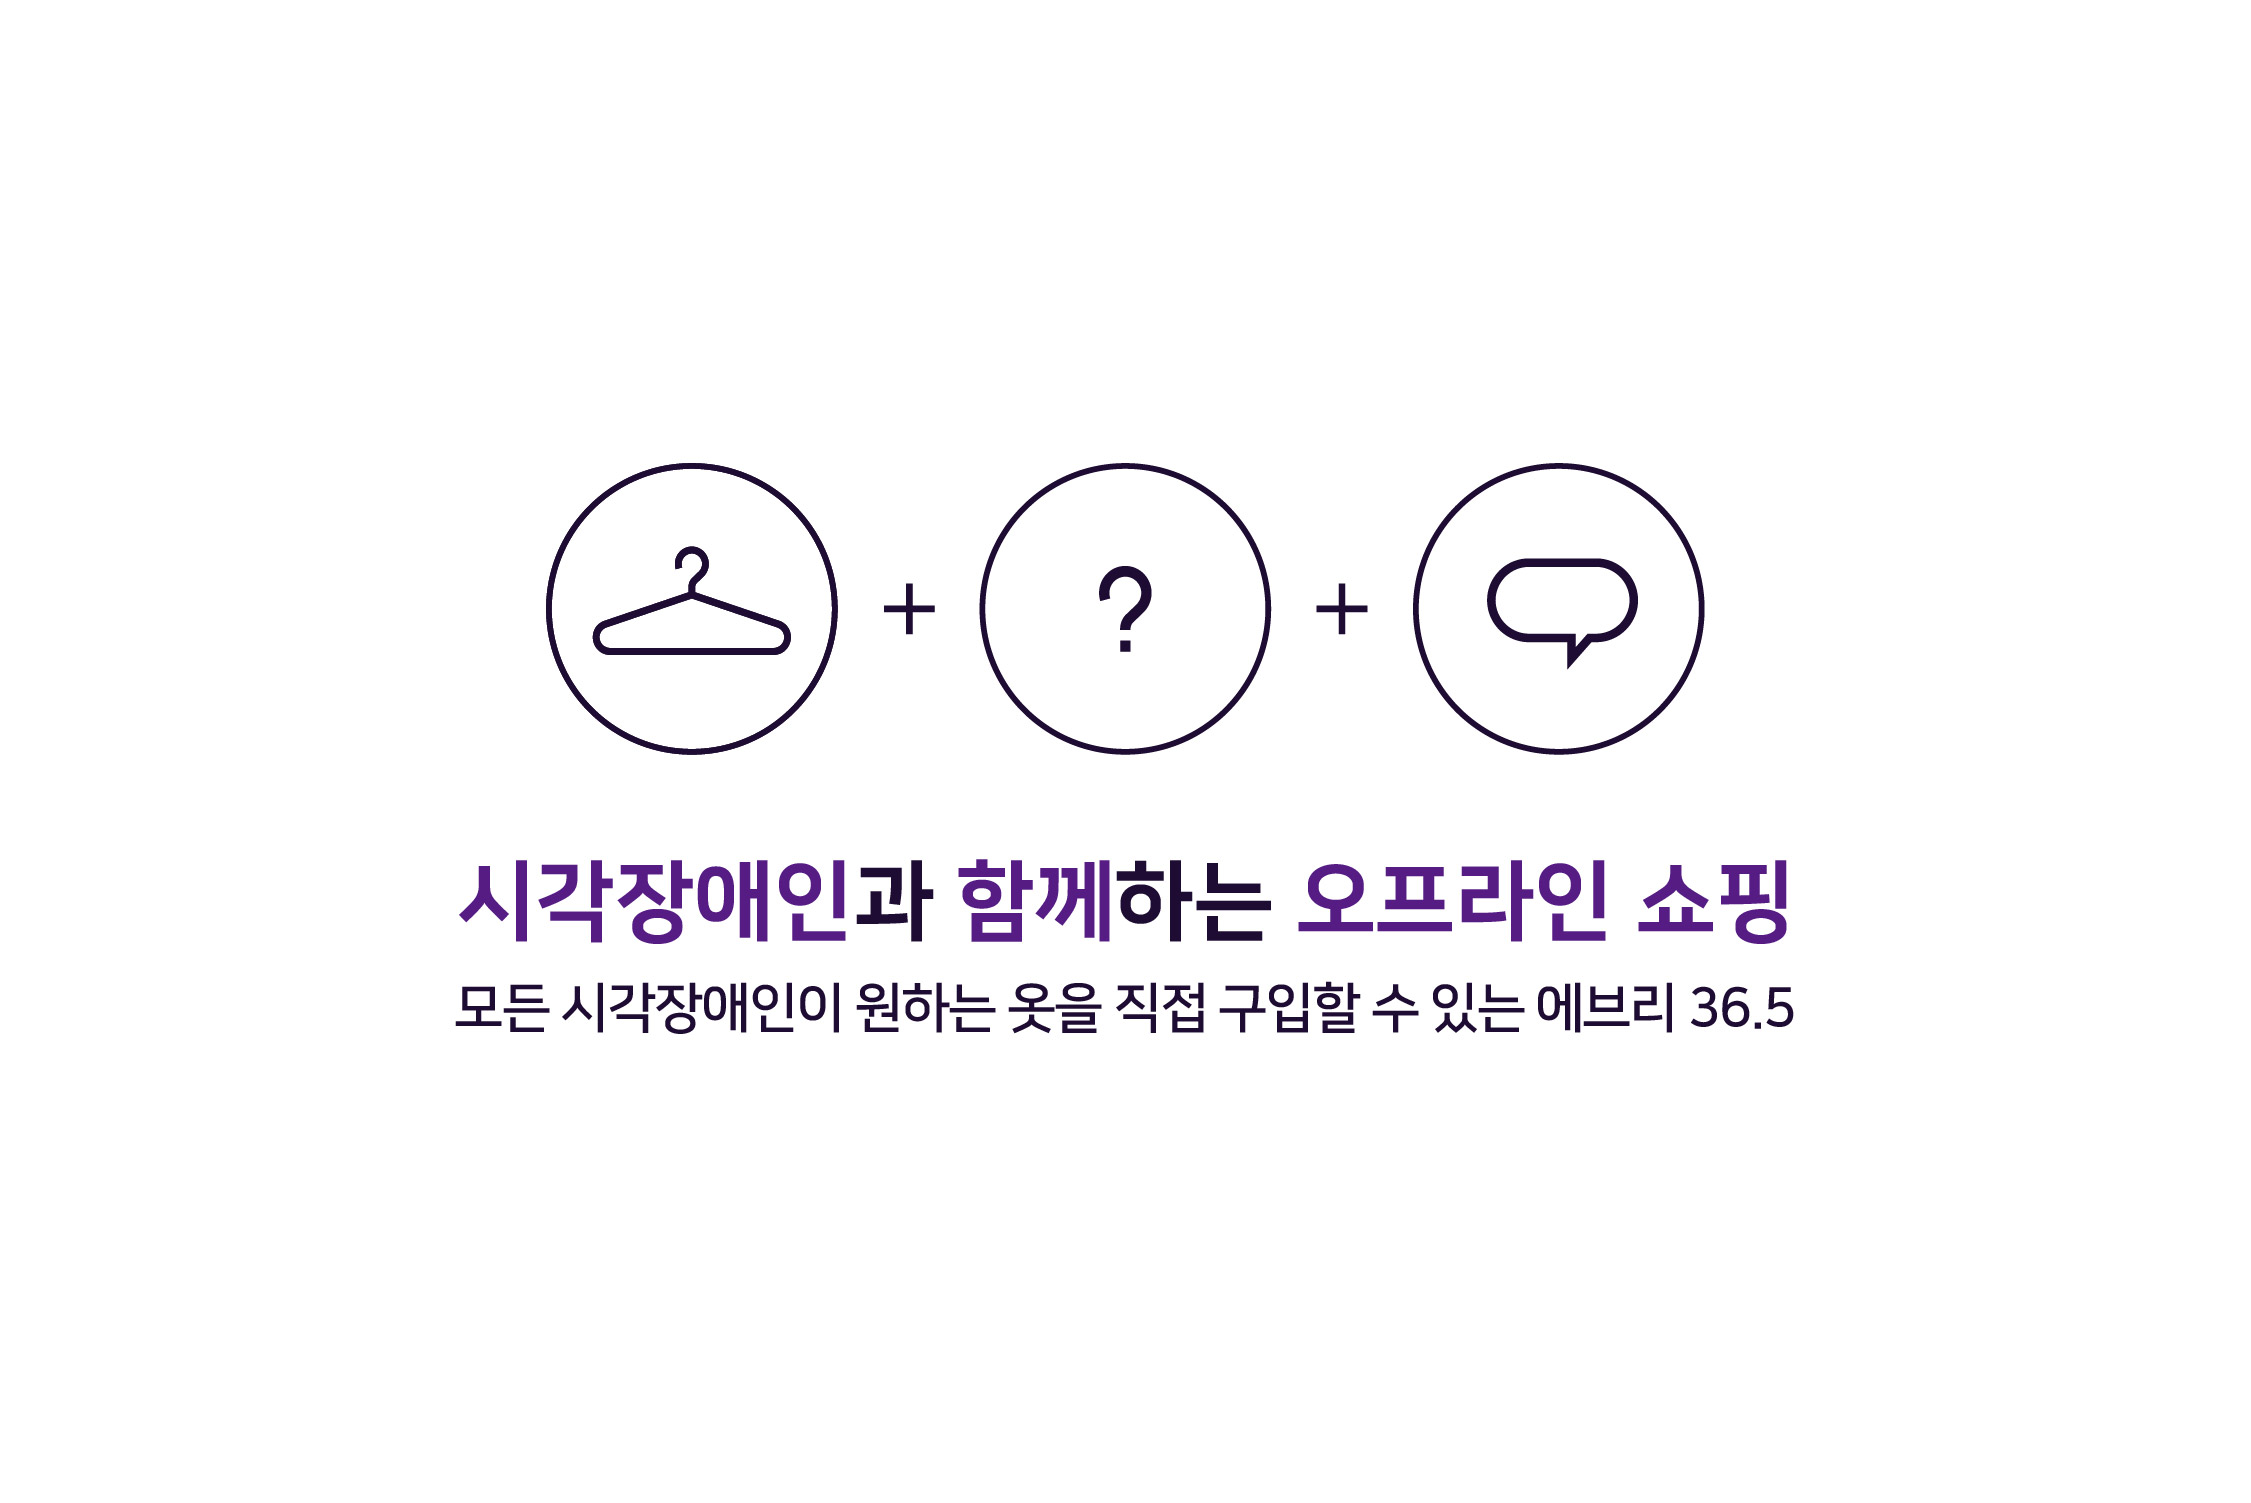 + ? +
시각장애인과 함께하는 오프라인 쇼핑
모든 시각장애인이 원하는 옷을 직접 구입할 수 있는 에브리 36.5